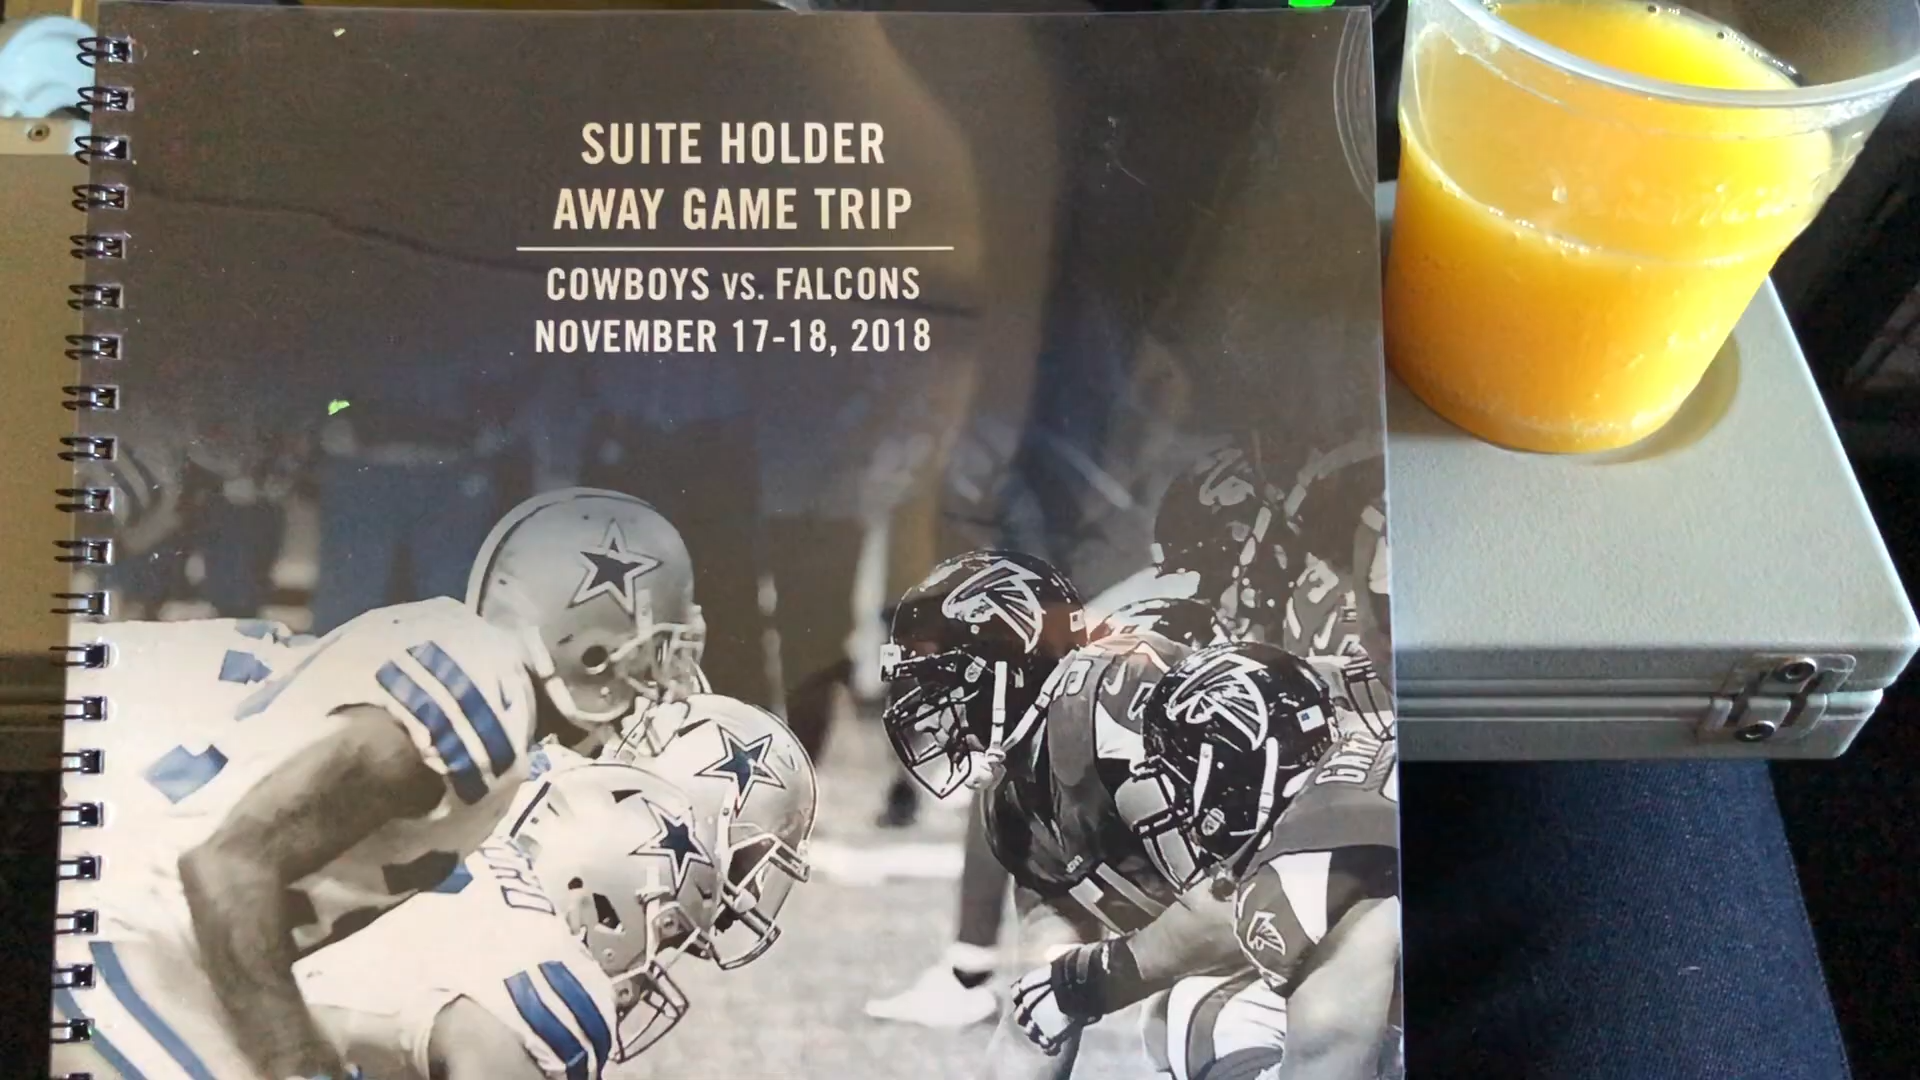 SUITE HOLDER
AWAY GAME TRIP
COWBOYS VS. FALCONS
NOVEMBER 17-18, 2018